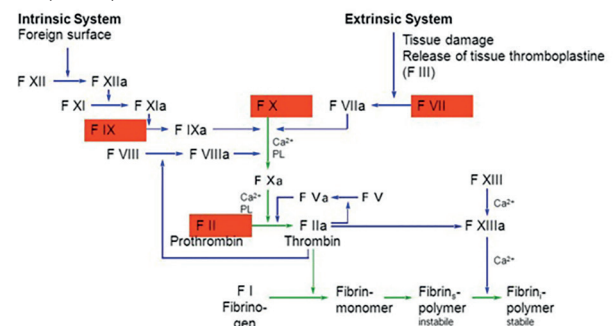 Intrinsic System
Foreign surface
Extrinsic System
Tissue damage
Release of tissue thromboplastine
(F III)
F XII
F XIIa
F XI
F XIa
F X
F VIIa
F VII
F IX
F IXa
Ca²⁺
PL
F VIII
F VIIIa
F Xa
F XIII
Ca²⁺
PL
F Va
F V
Ca²⁺
F II
F IIa
F XIIIa
Prothrombin
Thrombin
Ca²⁺
F I
Fibrino-
gen
Fibrin-
monomer
Fibrinₛ-
polymer
instabile
Fibrinᵢ-
polymer
stabile